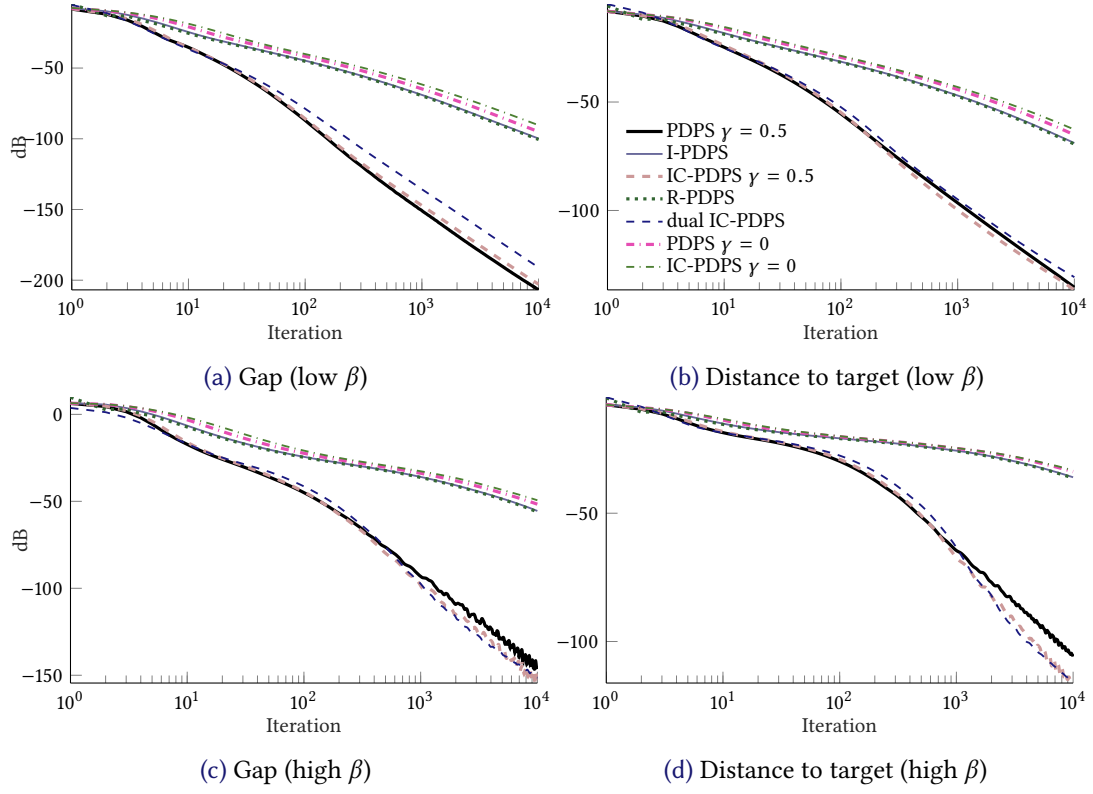 −50
−100
−150
−200
dB
10^0 10^1 10^2 10^3 10^4
Iteration
(a) Gap (low β)
−50
−100
PDPS γ = 0.5
I-PDPS
IC-PDPS γ = 0.5
R-PDPS
dual IC-PDPS
PDPS γ = 0
IC-PDPS γ = 0
10^0 10^1 10^2 10^3 10^4
Iteration
(b) Distance to target (low β)
0
−50
−100
−150
dB
10^0 10^1 10^2 10^3 10^4
Iteration
(c) Gap (high β)
−50
−100
10^0 10^1 10^2 10^3 10^4
Iteration
(d) Distance to target (high β)